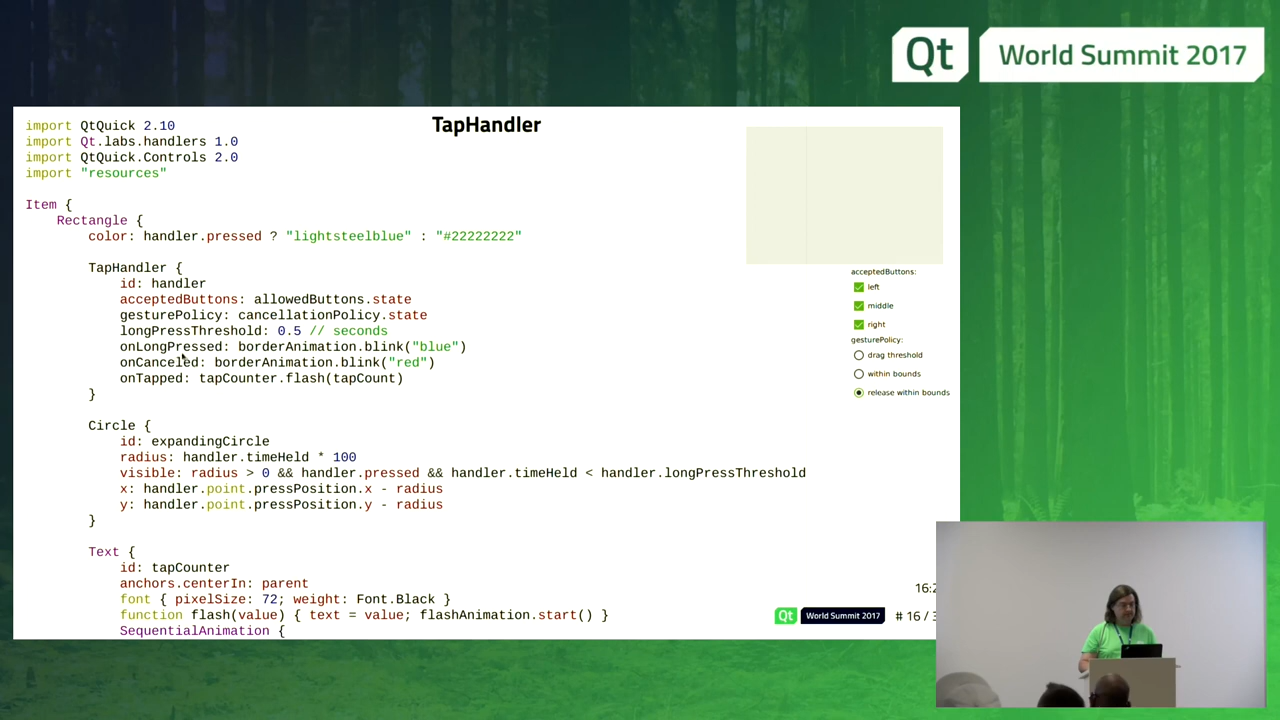 Qt World Summit 2017
TapHandler
import QtQuick 2.10
import Qt.labs.handlers 1.0
import QtQuick.Controls 2.0
import "resources"
Item {
Rectangle {
color: handler.pressed ? "lightsteelblue" : "#22222222"
TapHandler {
id: handler
acceptedButtons: allowedButtons.state
gesturePolicy: cancellationPolicy.state
longPressThreshold: 0.5 // seconds
onLongPressed: borderAnimation.blink("blue")
onCanceled: borderAnimation.blink("red")
onTapped: tapCounter.flash(tapCount)
}
Circle {
id: expandingCircle
radius: handler.timeHeld * 100
visible: radius > 0 && handler.pressed && handler.timeHeld < handler.longPressThreshold
x: handler.point.pressPosition.x - radius
y: handler.point.pressPosition.y - radius
}
Text {
id: tapCounter
anchors.centerIn: parent
font { pixelSize: 72; weight: Font.Black }
function flash(value) { text = value; flashAnimation.start() }
SequentialAnimation {
acceptedButtons:
left
middle
right
gesturePolicy:
drag threshold
within bounds
release within bounds
16:2
Qt World Summit 2017 # 16 / 3